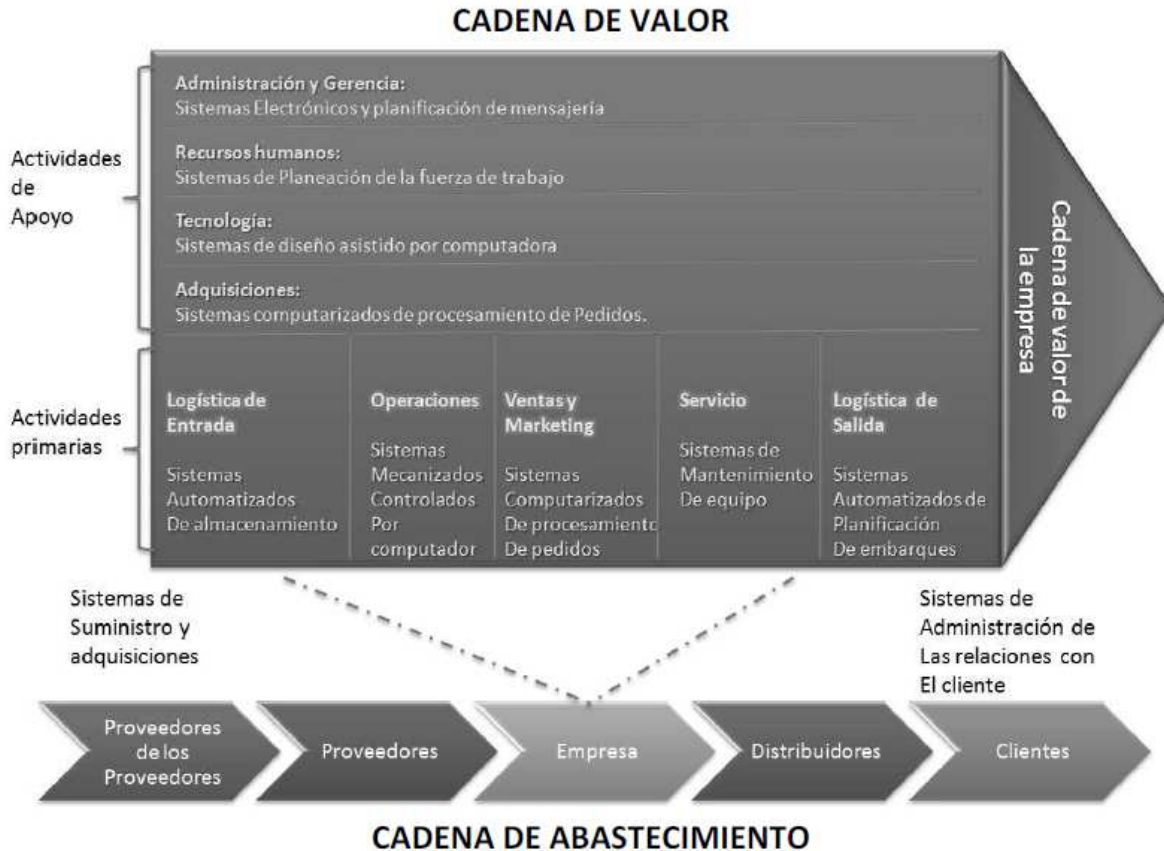 CADENA DE VALOR
Actividades
de
Apoyo
Administración y Gerencia:
Sistemas Electrónicos y planificación de mensajería
Recursos humanos:
Sistemas de Planeación de la fuerza de trabajo
Tecnología:
Sistemas de diseño asistido por computadora
Adquisiciones:
Sistemas computarizados de procesamiento de Pedidos.
Cadena de valor de
la empresa
Actividades
primarias
Logística de
Entrada
Sistemas
Automatizados
De almacenamiento
Operaciones
Sistemas
Mecanizados
Controlados
Por
computador
Ventas y
Marketing
Sistemas
Computarizados
De procesamiento
De pedidos
Servicio
Sistemas de
Mantenimiento
De equipo
Logística de
Salida
Sistemas
Automatizados de
Planificación
De embarques
Sistemas de
Suministro y
adquisiciones
Sistemas de
Administración de
Las relaciones con
El cliente
Proveedores
de los
Proveedores
Proveedores
Empresa
Distribuidores
Clientes
CADENA DE ABASTECIMIENTO